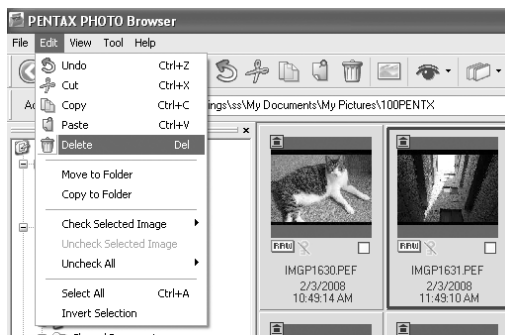 PENTAX PHOTO Browser
File Edit View Tool Help
Undo Ctrl+Z
Cut Ctrl+X
Copy Ctrl+C
Paste Ctrl+V
Delete Del
Move to Folder
Copy to Folder
Check Selected Image
Uncheck Selected Image
Uncheck All
Select All Ctrl+A
Invert Selection
ings\ss\My Documents\My Pictures\100PENTX
RAW
IMGP1630.PEF
2/3/2008
10:49:14 AM
RAW
IMGP1631.PEF
2/3/2008
11:49:10 AM